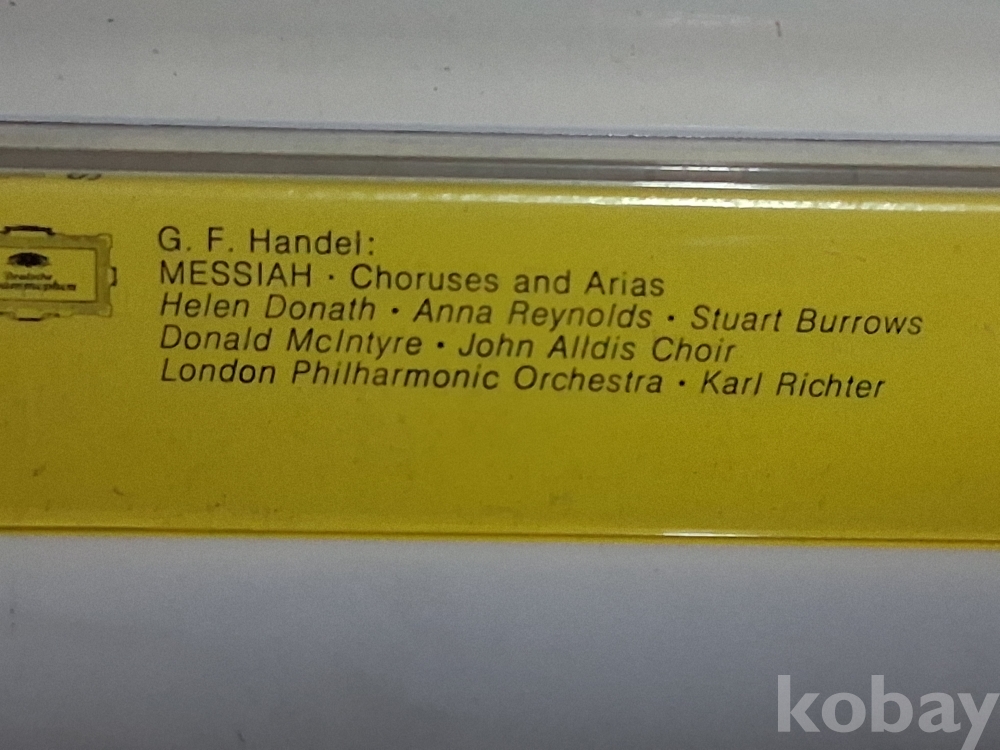 Deutsche
G. F. Handel:
MESSIAH · Choruses and Arias
Helen Donath · Anna Reynolds · Stuart Burrows
Donald McIntyre · John Alldis Choir
London Philharmonic Orchestra · Karl Richter
kobay